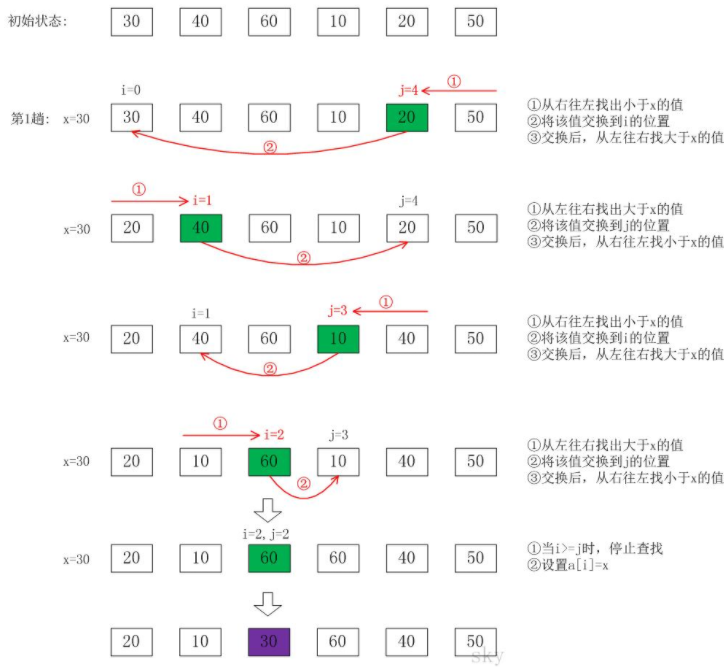 初始状态: 30 40 60 10 20 50
i=0 j=4 ①
第1趟: x=30 30 40 60 10 20 50
②
①从右往左找出小于x的值
②将该值交换到i的位置
③交换后，从左往右找大于x的值
① i=1 j=4
x=30 20 40 60 10 20 50
②
①从左往右找出大于x的值
②将该值交换到j的位置
③交换后，从右往左找小于x的值
i=1 j=3 ①
x=30 20 40 60 10 40 50
②
①从右往左找出小于x的值
②将该值交换到i的位置
③交换后，从左往右找大于x的值
① i=2 j=3
x=30 20 10 60 10 40 50
②
①从左往右找出大于x的值
②将该值交换到j的位置
③交换后，从右往左找小于x的值
i=2, j=2
x=30 20 10 60 60 40 50
①当i>=j时，停止查找
②设置a[i]=x
20 10 30 60 40 50
sky